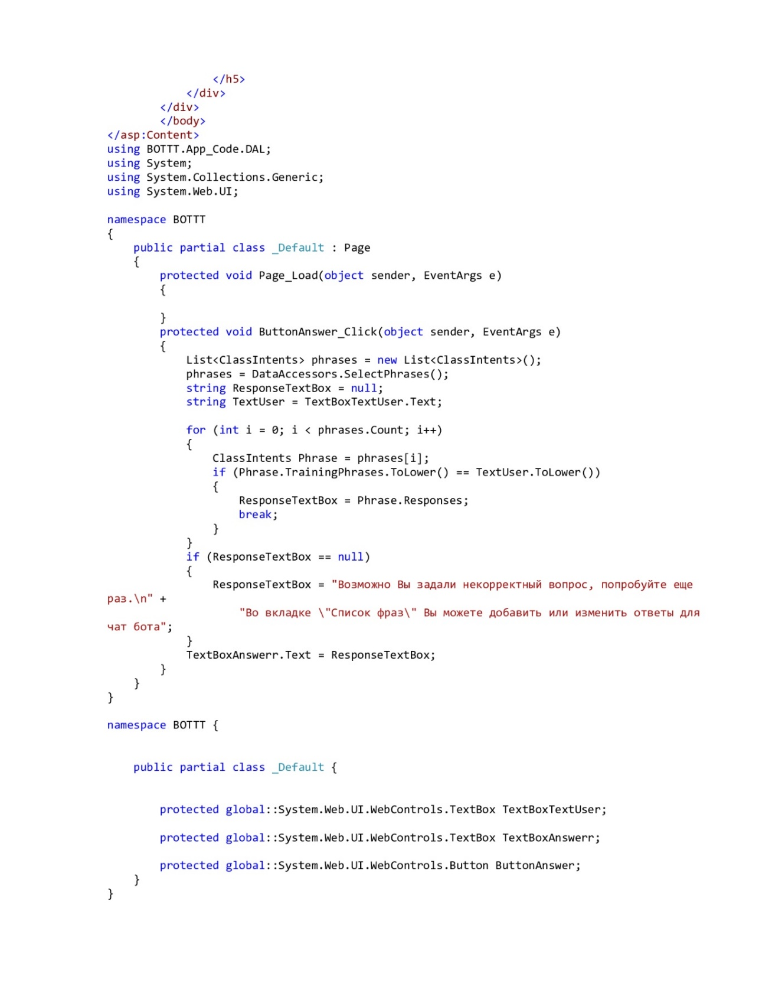 </h5>
</div>
</div>
</body>
</asp:Content>
using BOTTT.App_Code.DAL;
using System;
using System.Collections.Generic;
using System.Web.UI;
namespace BOTTT
{
public partial class _Default : Page
{
protected void Page_Load(object sender, EventArgs e)
{
}
protected void ButtonAnswer_Click(object sender, EventArgs e)
{
List<ClassIntents> phrases = new List<ClassIntents>();
phrases = DataAccessors.SelectPhrases();
string ResponseTextBox = null;
string TextUser = TextBoxTextUser.Text;
for (int i = 0; i < phrases.Count; i++)
{
ClassIntents Phrase = phrases[i];
if (Phrase.TrainingPhrases.ToLower() == TextUser.ToLower())
{
ResponseTextBox = Phrase.Responses;
break;
}
}
if (ResponseTextBox == null)
{
ResponseTextBox = "Возможно Вы задали некорректный вопрос, попробуйте еще
раз.\n" +
"Во вкладке \"Список фраз\" Вы можете добавить или изменить ответы для
чат бота";
}
TextBoxAnswerr.Text = ResponseTextBox;
}
}
}
namespace BOTTT {
public partial class _Default {
protected global::System.Web.UI.WebControls.TextBox TextBoxTextUser;
protected global::System.Web.UI.WebControls.TextBox TextBoxAnswerr;
protected global::System.Web.UI.WebControls.Button ButtonAnswer;
}
}